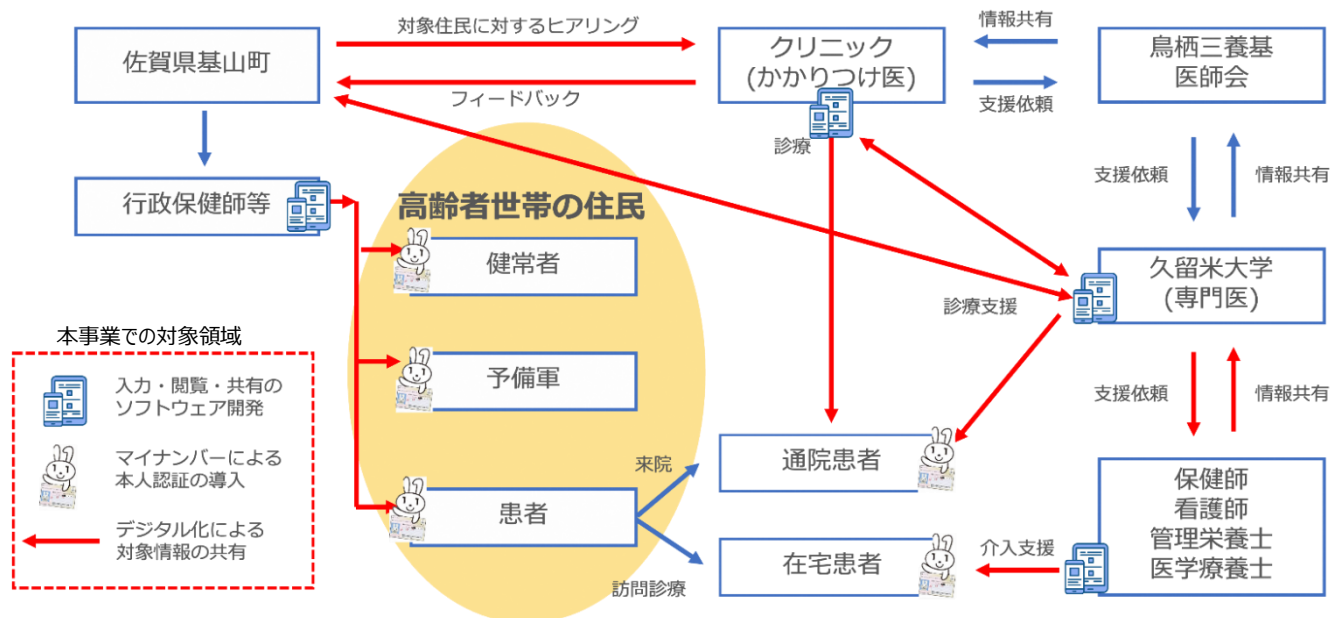 対象住民に対するヒアリング
情報共有
佐賀県基山町
クリニック
(かかりつけ医)
鳥栖三養基
医師会
フィードバック
支援依頼
診療
支援依頼
情報共有
行政保健師等
高齢者世帯の住民
健常者
久留米大学
(専門医)
診療支援
本事業での対象領域
入力・閲覧・共有の
ソフトウェア開発
マイナンバーによる
本人認証の導入
デジタル化による
対象情報の共有
予備軍
支援依頼
情報共有
来院
通院患者
患者
保健師
看護師
管理栄養士
医学療養士
介入支援
在宅患者
訪問診療